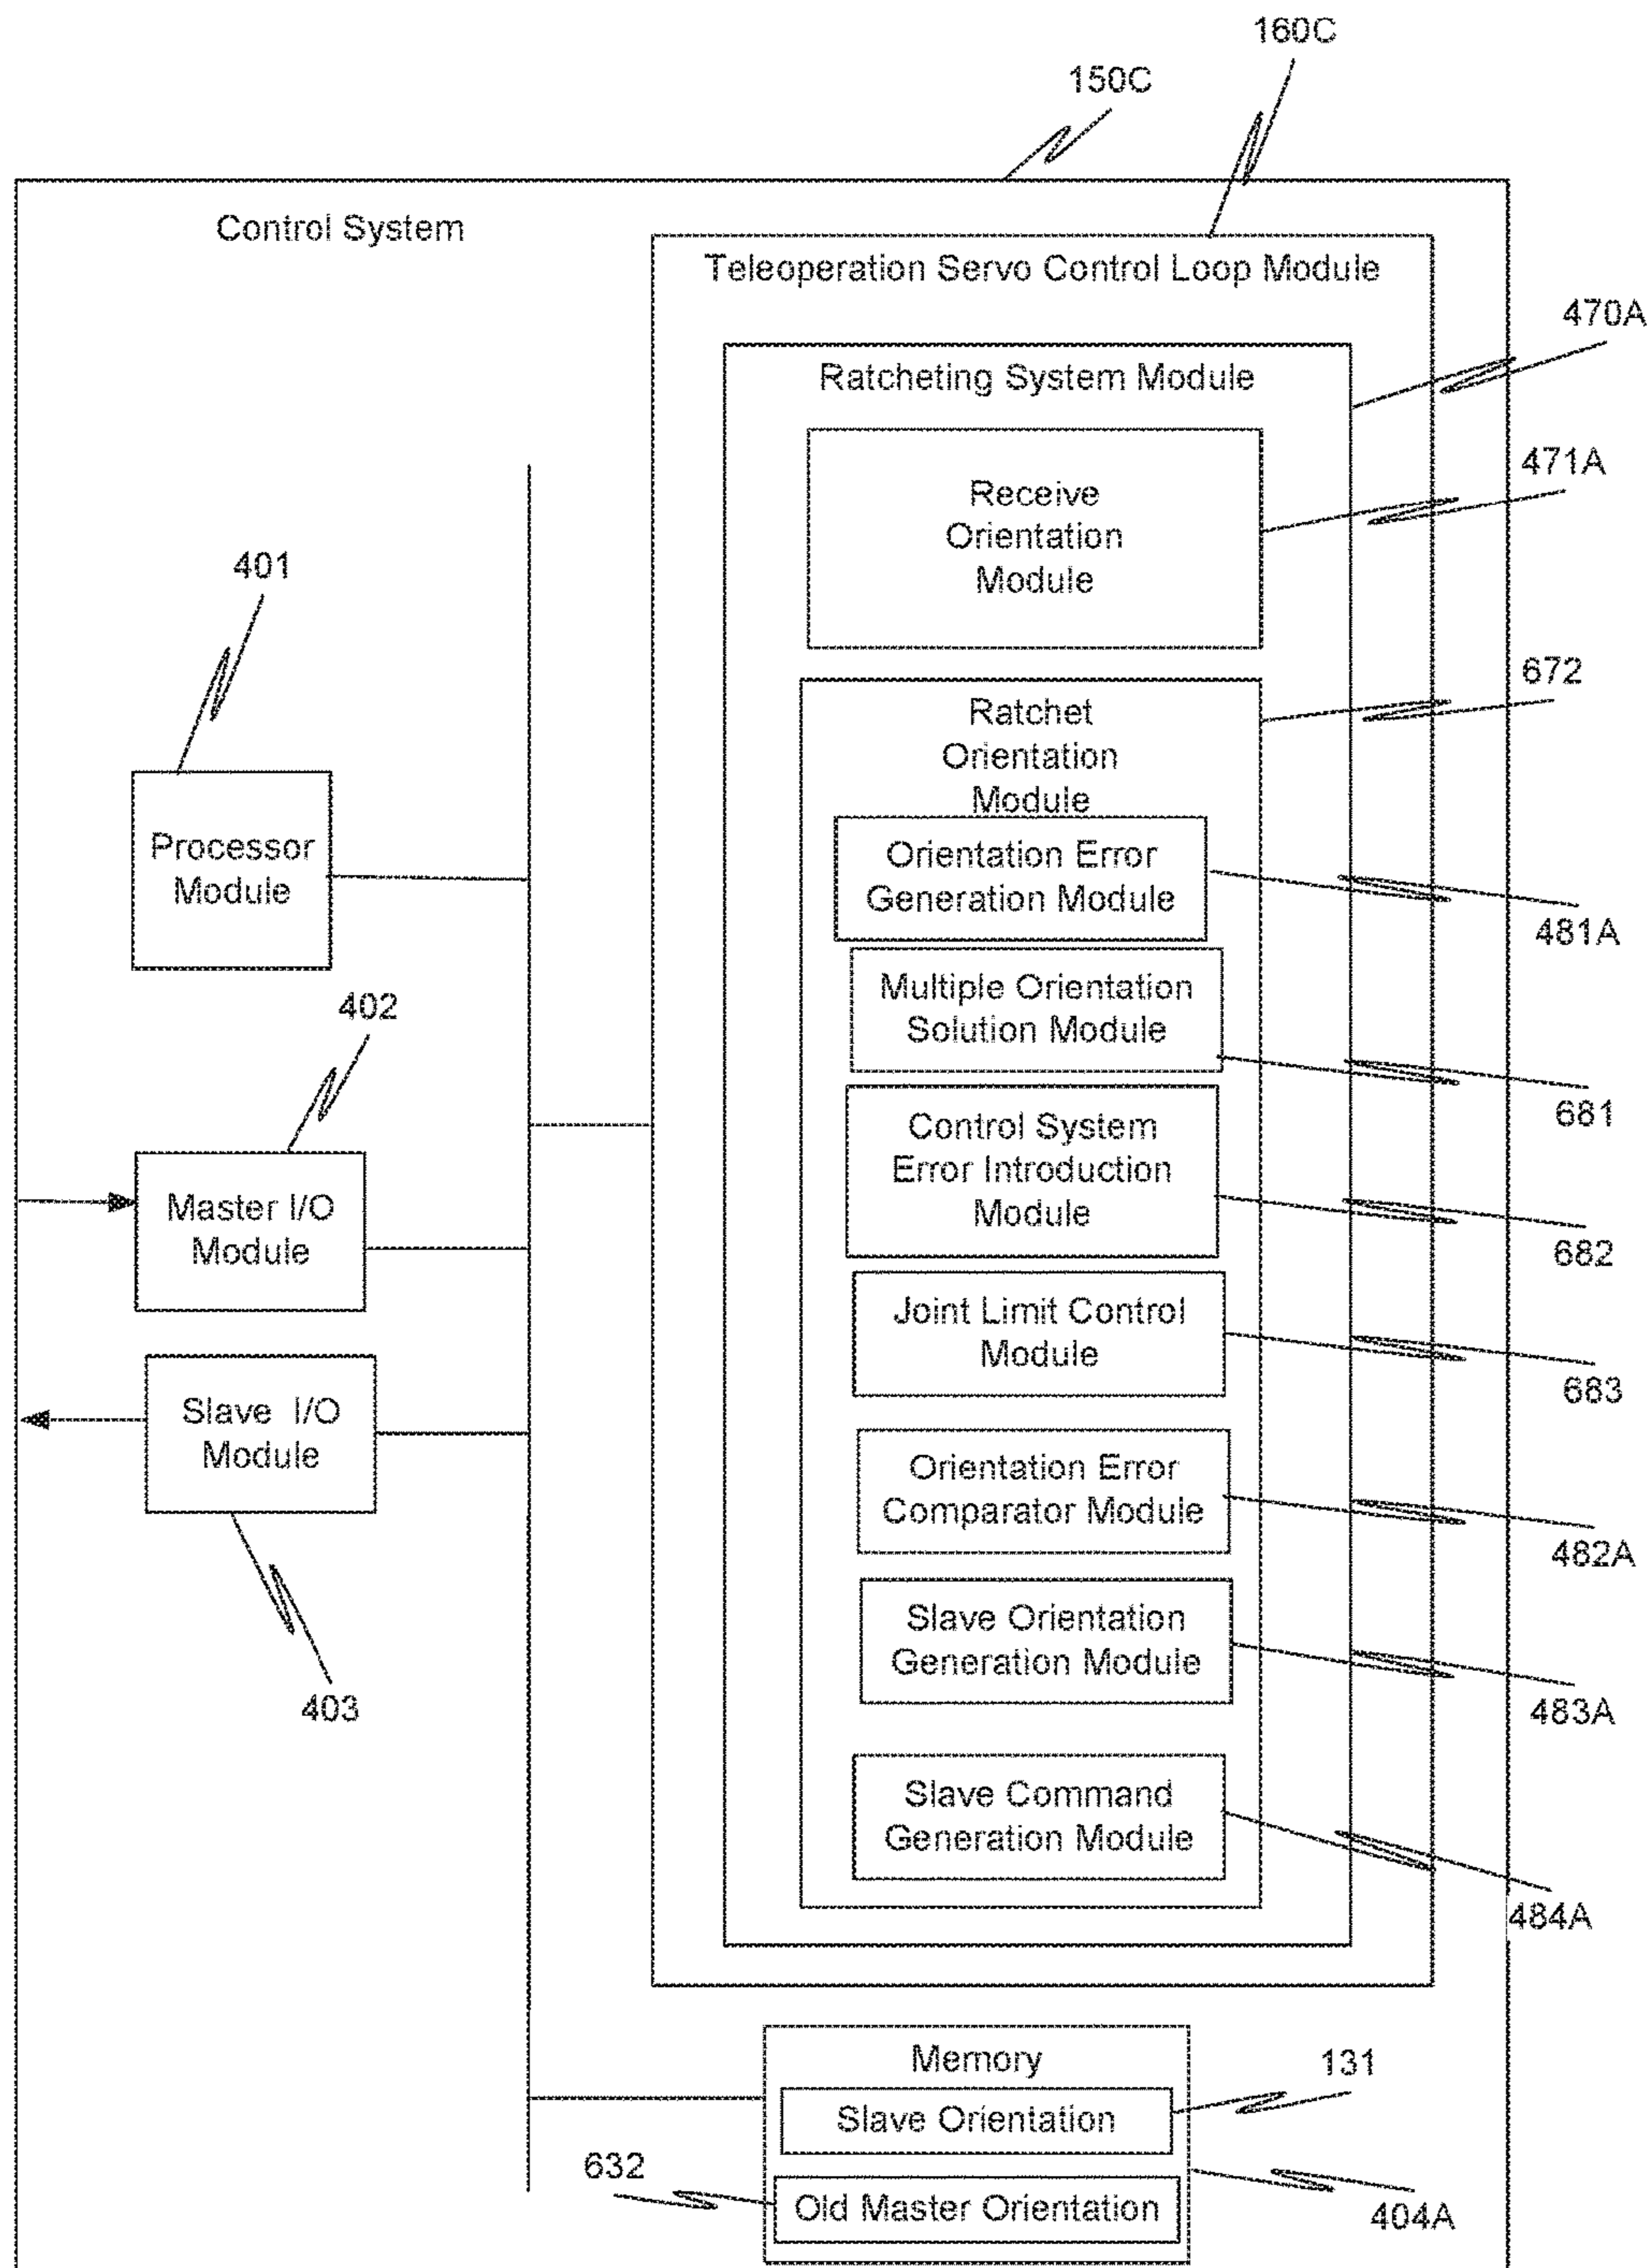 160C
150C
Control System
Teleoperation Servo Control Loop Module
470A
Ratcheting System Module
471A
Receive
Orientation
Module
401
672
Ratchet
Orientation
Module
Processor
Module
Orientation Error
Generation Module
481A
402
Multiple Orientation
Solution Module
681
Control System
Error Introduction
Module
682
Master I/O
Module
Joint Limit Control
Module
683
Slave I/O
Module
Orientation Error
Comparator Module
482A
403
Slave Orientation
Generation Module
483A
Slave Command
Generation Module
484A
Memory
131
Slave Orientation
632
Old Master Orientation
404A